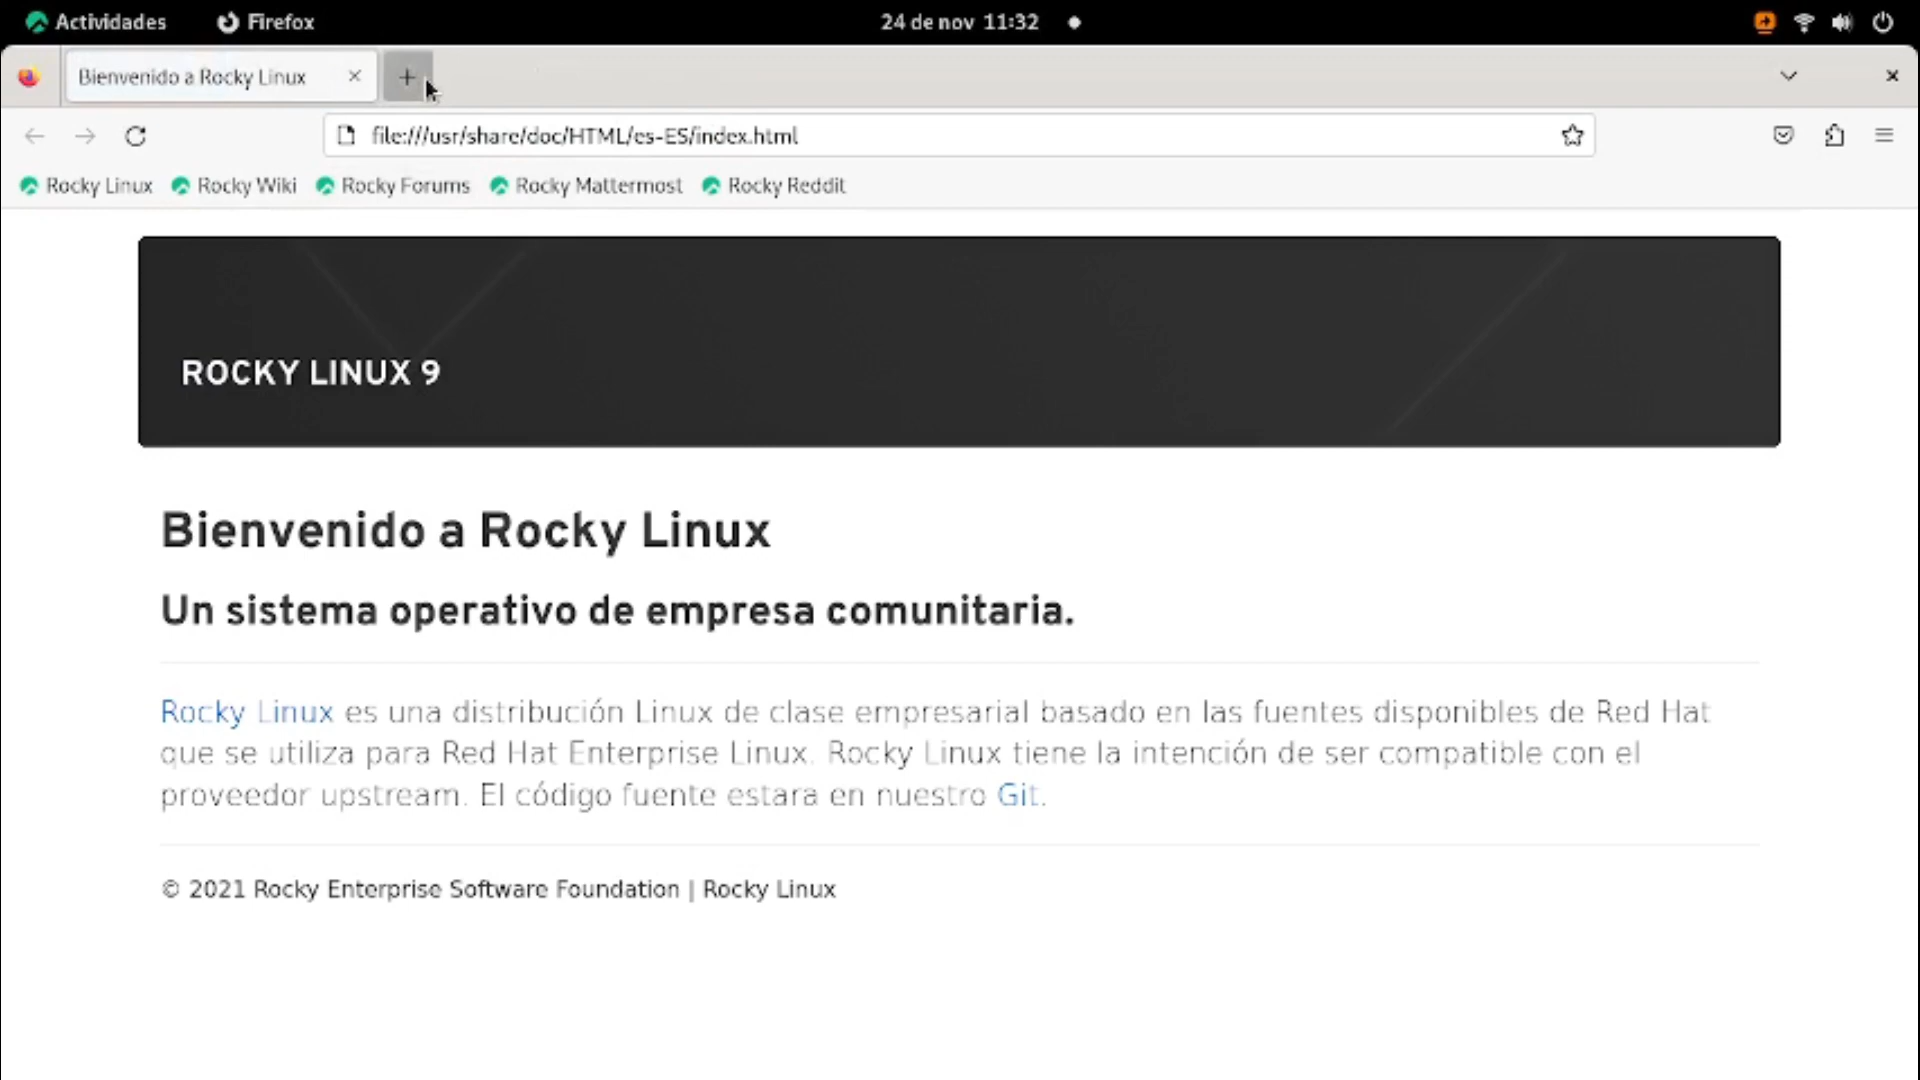 Actividades Firefox 24 de nov 11:32
Bienvenido a Rocky Linux
file:///usr/share/doc/HTML/es-ES/index.html
Rocky Linux Rocky Wiki Rocky Forums Rocky Mattermost Rocky Reddit
ROCKY LINUX 9
Bienvenido a Rocky Linux
Un sistema operativo de empresa comunitaria.
Rocky Linux es una distribución Linux de clase empresarial basado en las fuentes disponibles de Red Hat
que se utiliza para Red Hat Enterprise Linux. Rocky Linux tiene la intención de ser compatible con el
proveedor upstream. El código fuente estara en nuestro Git.
© 2021 Rocky Enterprise Software Foundation | Rocky Linux